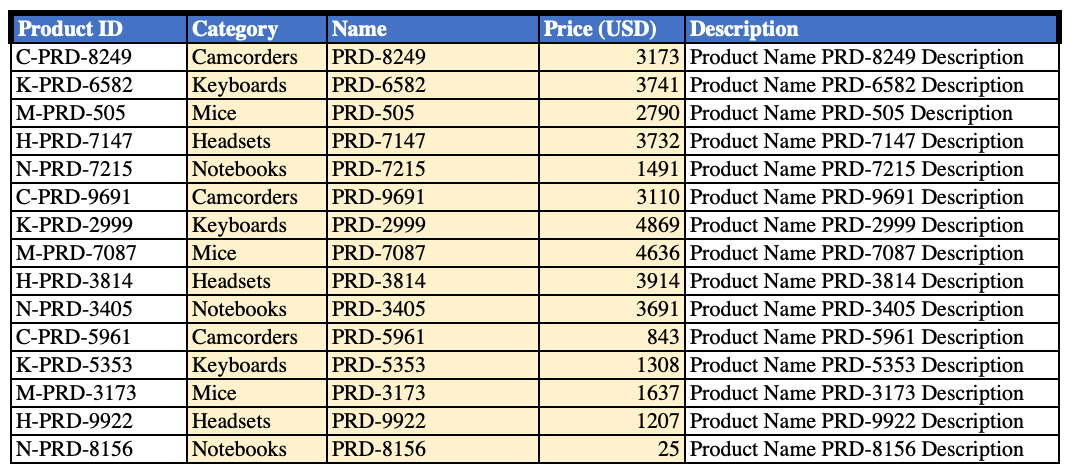 Product ID Category Name Price (USD) Description
C-PRD-8249 Camcorders PRD-8249 3173 Product Name PRD-8249 Description
K-PRD-6582 Keyboards PRD-6582 3741 Product Name PRD-6582 Description
M-PRD-505 Mice PRD-505 2790 Product Name PRD-505 Description
H-PRD-7147 Headsets PRD-7147 3732 Product Name PRD-7147 Description
N-PRD-7215 Notebooks PRD-7215 1491 Product Name PRD-7215 Description
C-PRD-9691 Camcorders PRD-9691 3110 Product Name PRD-9691 Description
K-PRD-2999 Keyboards PRD-2999 4869 Product Name PRD-2999 Description
M-PRD-7087 Mice PRD-7087 4636 Product Name PRD-7087 Description
H-PRD-3814 Headsets PRD-3814 3914 Product Name PRD-3814 Description
N-PRD-3405 Notebooks PRD-3405 3691 Product Name PRD-3405 Description
C-PRD-5961 Camcorders PRD-5961 843 Product Name PRD-5961 Description
K-PRD-5353 Keyboards PRD-5353 1308 Product Name PRD-5353 Description
M-PRD-3173 Mice PRD-3173 1637 Product Name PRD-3173 Description
H-PRD-9922 Headsets PRD-9922 1207 Product Name PRD-9922 Description
N-PRD-8156 Notebooks PRD-8156 25 Product Name PRD-8156 Description